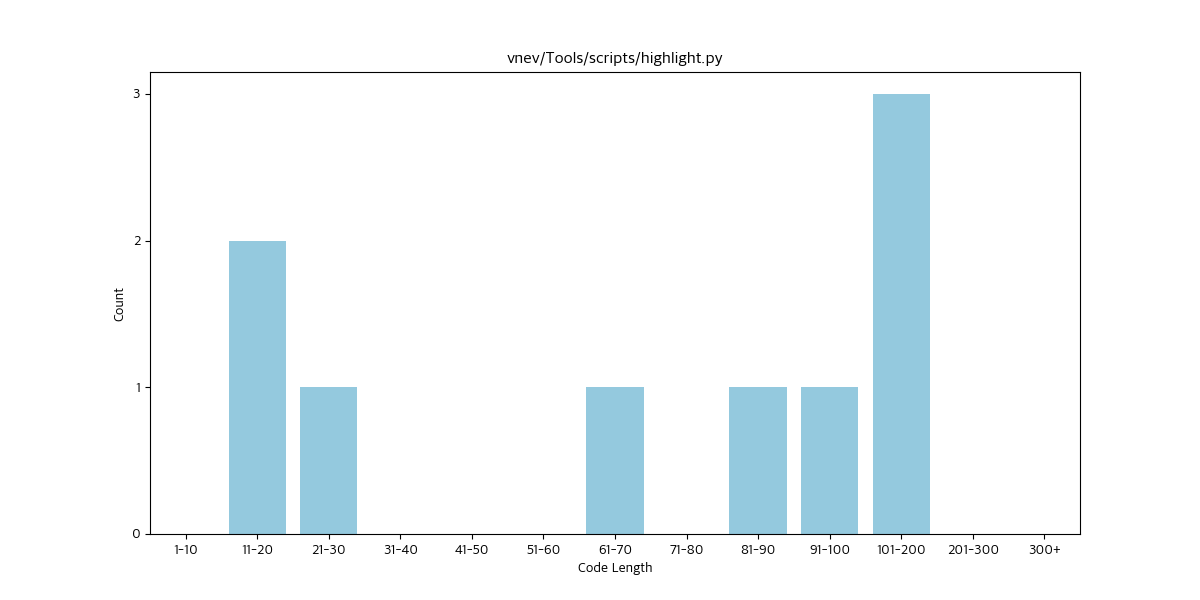 vnev/Tools/scripts/highlight.py
3
2
1
0
Count
1-10 11-20 21-30 31-40 41-50 51-60 61-70 71-80 81-90 91-100 101-200 201-300 300+
Code Length